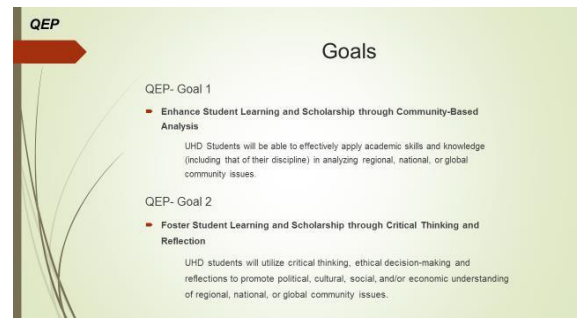 QEP
Goals
QEP- Goal 1
Enhance Student Learning and Scholarship through Community-Based
Analysis
UHD Students will be able to effectively apply academic skills and knowledge
(including that of their discipline) in analyzing regional, national, or global
community issues.
QEP- Goal 2
Foster Student Learning and Scholarship through Critical Thinking and
Reflection
UHD students will utilize critical thinking, ethical decision-making and
reflections to promote political, cultural, social, and/or economic understanding
of regional, national, or global community issues.